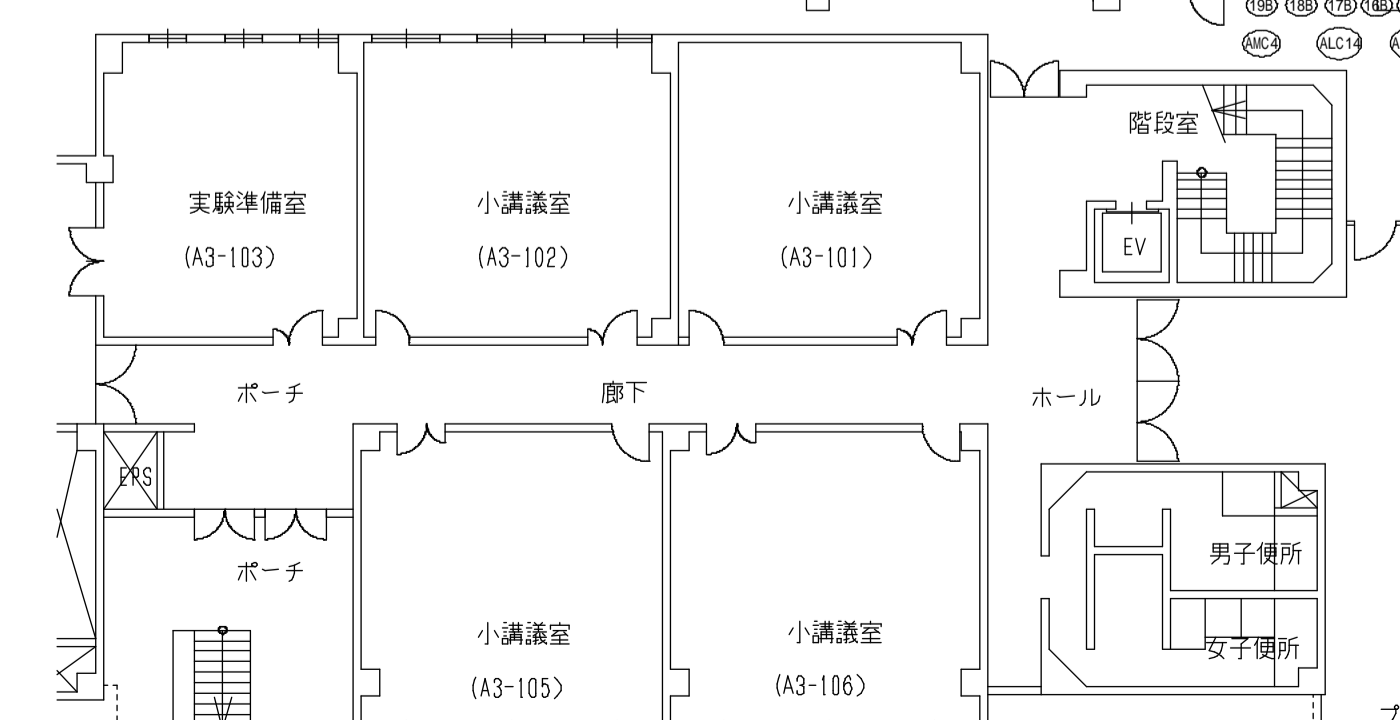 19B 18B 17B 16B
AMC4 ALC14
階段室
実験準備室 小講議室 小講議室
(A3-103) (A3-102) (A3-101)
EV
ポーチ 廊下 ホール
EPS
男子便所
ポーチ
小講議室 小講議室
女子便所
(A3-105) (A3-106)